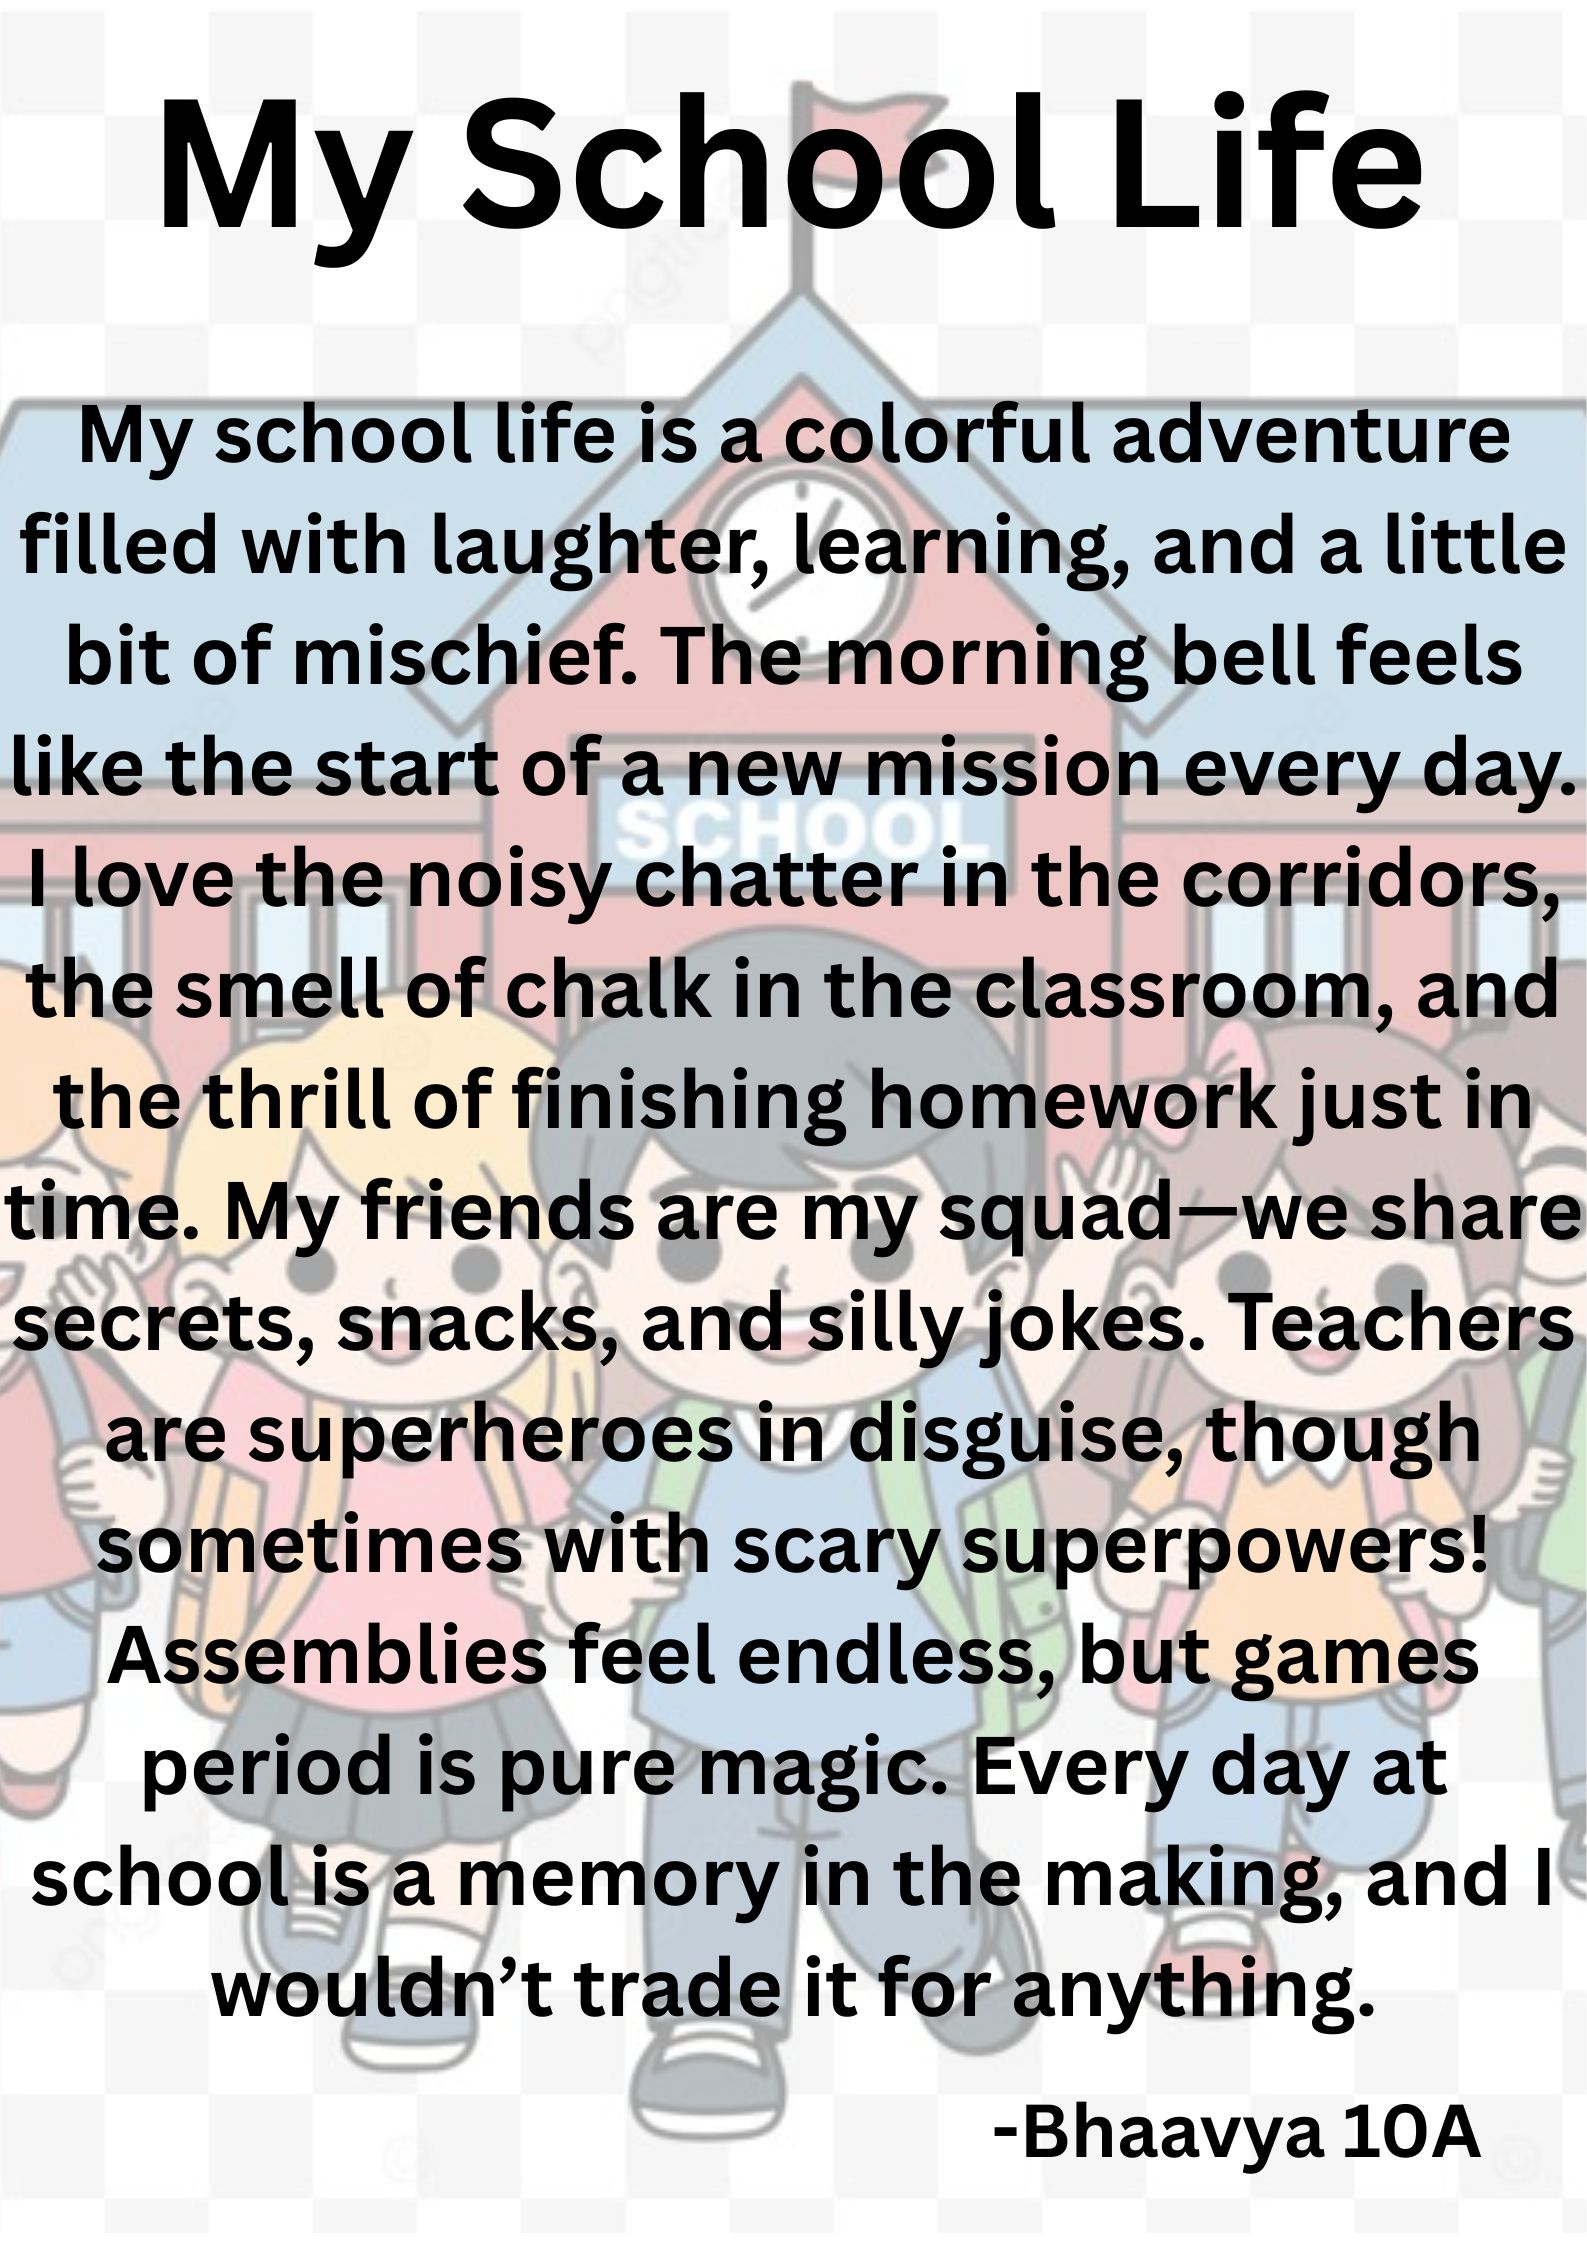 My School Life
My school life is a colorful adventure
filled with laughter, learning, and a little
bit of mischief. The morning bell feels
like the start of a new mission every day.
SCHOOL
I love the noisy chatter in the corridors,
the smell of chalk in the classroom, and
the thrill of finishing homework just in
time. My friends are my squad—we share
secrets, snacks, and silly jokes. Teachers
are superheroes in disguise, though
sometimes with scary superpowers!
Assemblies feel endless, but games
period is pure magic. Every day at
school is a memory in the making, and I
wouldn’t trade it for anything.
-Bhaavya 10A